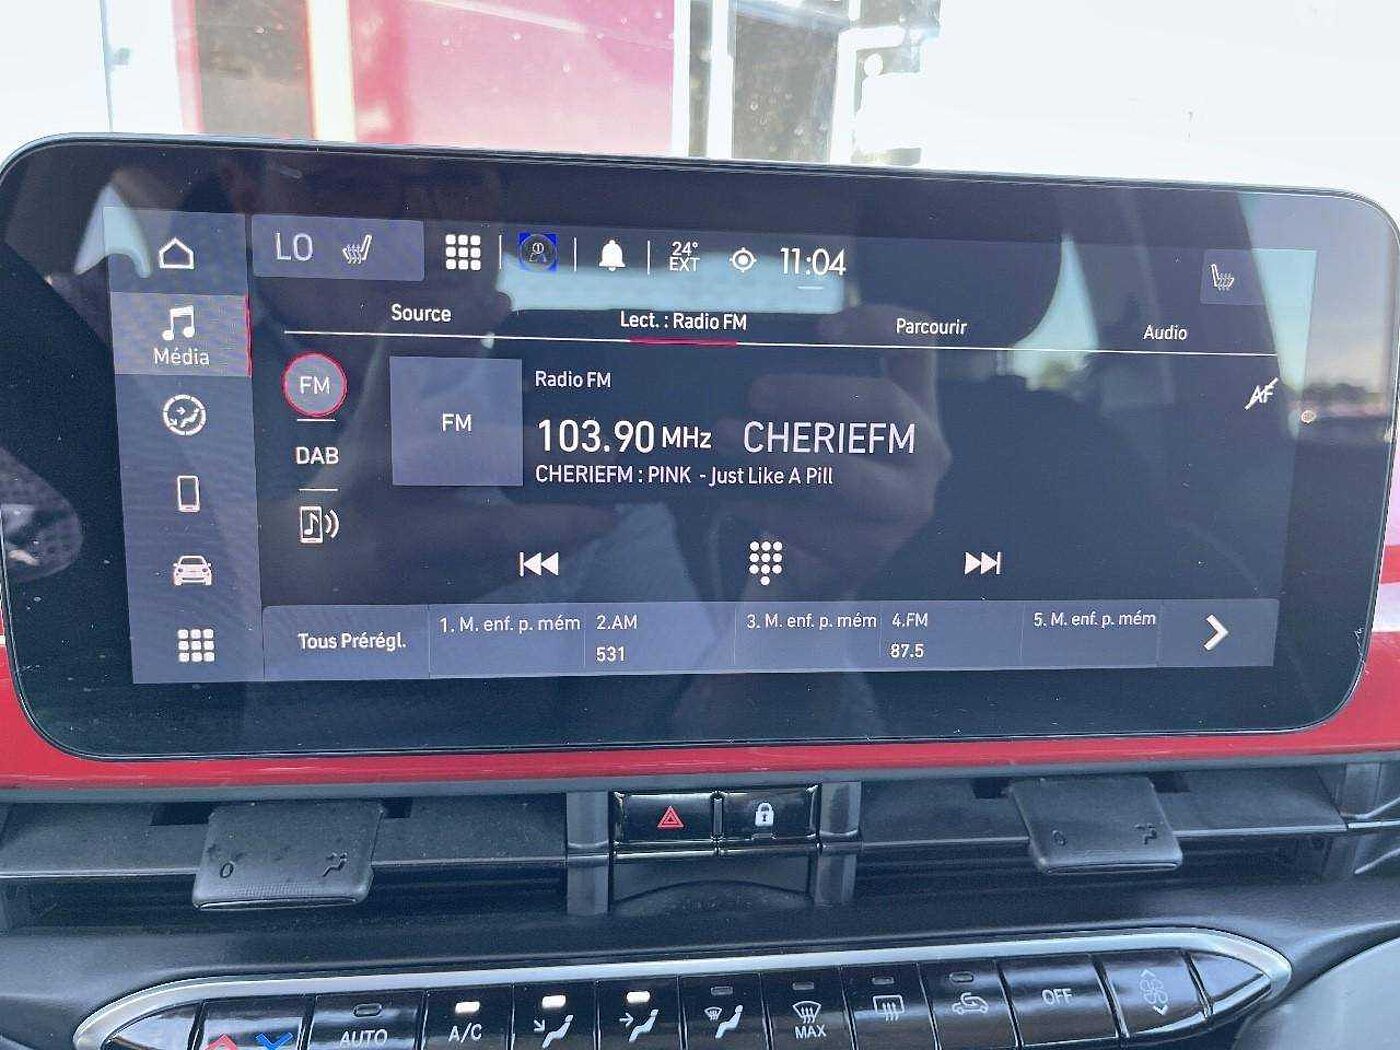 LO
24°
EXT
11:04
Média
Source
Lect. : Radio FM
Parcourir
Audio
FM
DAB
FM
Radio FM
AF
103.90 MHz CHERIEFM
CHERIEFM : PINK - Just Like A Pill
Tous Prérégl.
1. M. enf. p. mém
2.AM
531
3. M. enf. p. mém
4.FM
87.5
5. M. enf. p. mém
AUTO
A/C
MAX
OFF